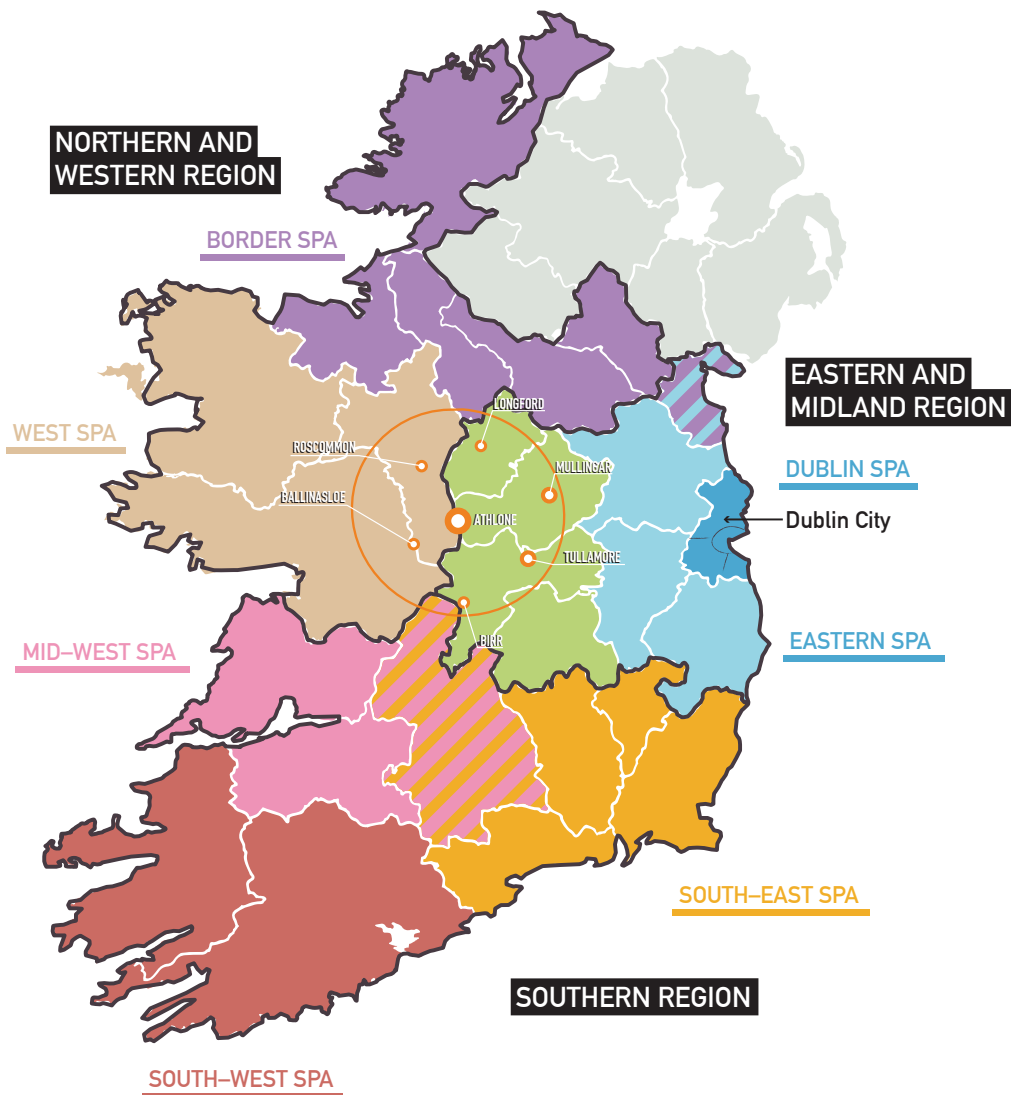 NORTHERN AND
WESTERN REGION
BORDER SPA
EASTERN AND
MIDLAND REGION
LONGFORD
WEST SPA
ROSCOMMON
MULLINGAR
DUBLIN SPA
BALLINASLOE
ATHLONE
Dublin City
TULLAMORE
BIRR
EASTERN SPA
MID–WEST SPA
SOUTH–EAST SPA
SOUTHERN REGION
SOUTH–WEST SPA